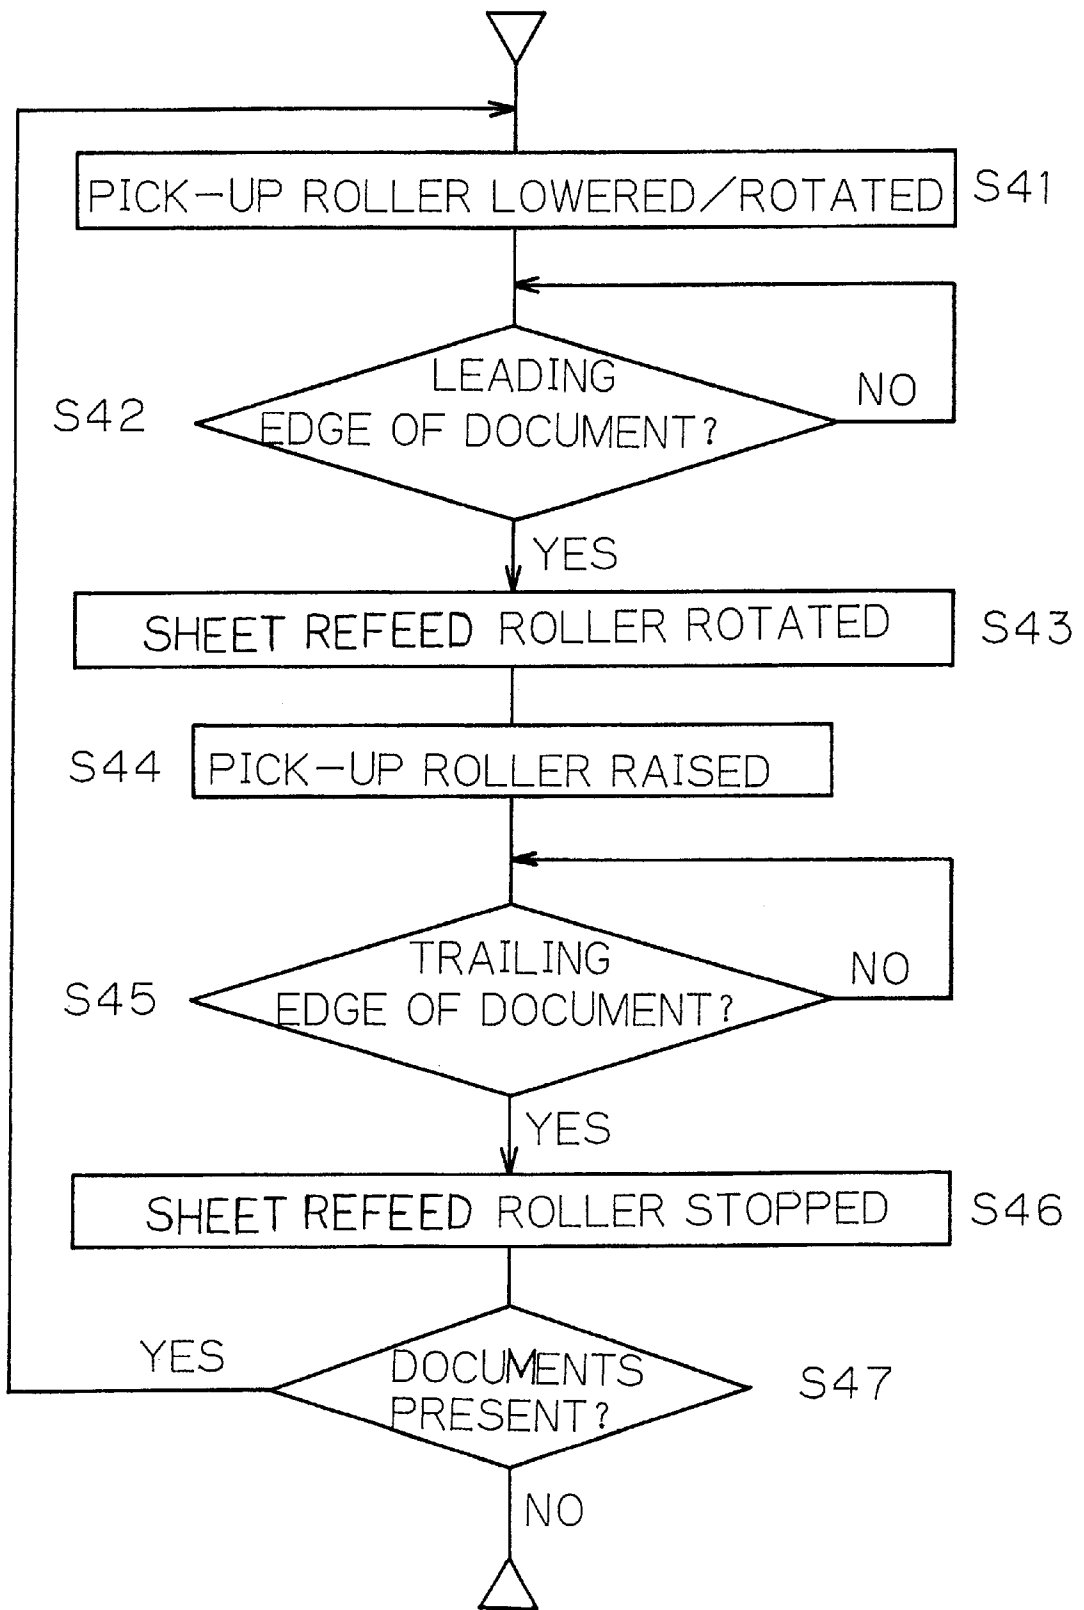 PICK-UP ROLLER LOWERED/ROTATED S41
LEADING
NO
S42 EDGE OF DOCUMENT?
YES
SHEET REFEED ROLLER ROTATED S43
S44 PICK-UP ROLLER RAISED
TRAILING
NO
S45 EDGE OF DOCUMENT?
YES
SHEET REFEED ROLLER STOPPED S46
YES
DOCUMENTS
S47
PRESENT?
NO